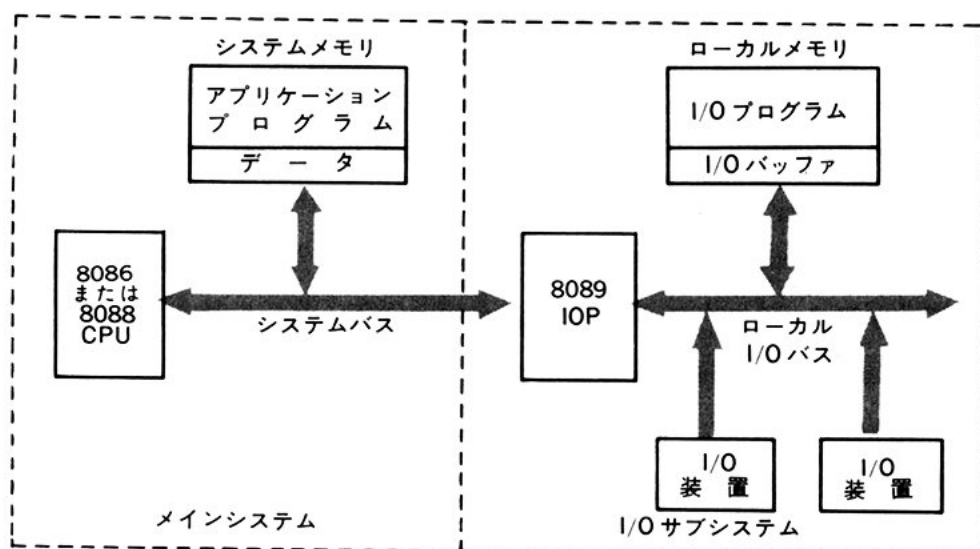 システムメモリ
アプリケーション
プログラム
データ
8086
または
8088
CPU
システムバス
メインシステム
ローカルメモリ
I/Oプログラム
I/Oバッファ
8089
IOP
ローカル
I/Oバス
I/O
装置
I/O
装置
I/Oサブシステム